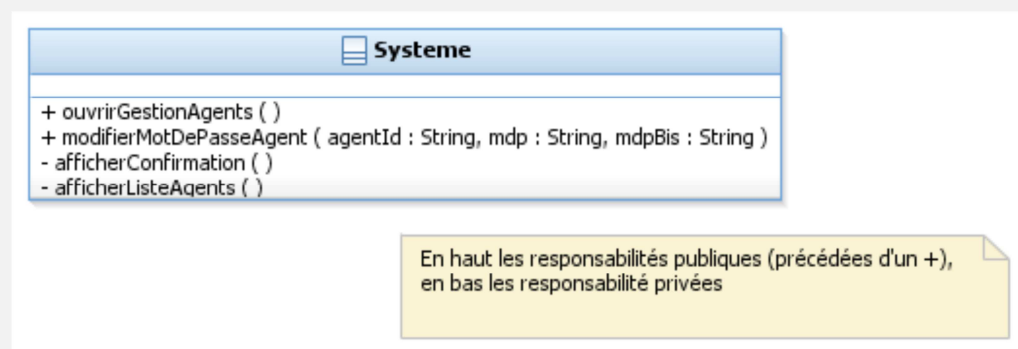 Systeme
+ ouvrirGestionAgents ( )
+ modifierMotDePasseAgent ( agentId : String, mdp : String, mdpBis : String )
- afficherConfirmation ( )
- afficherListeAgents ( )
En haut les responsabilités publiques (précédées d'un +),
en bas les responsabilité privées